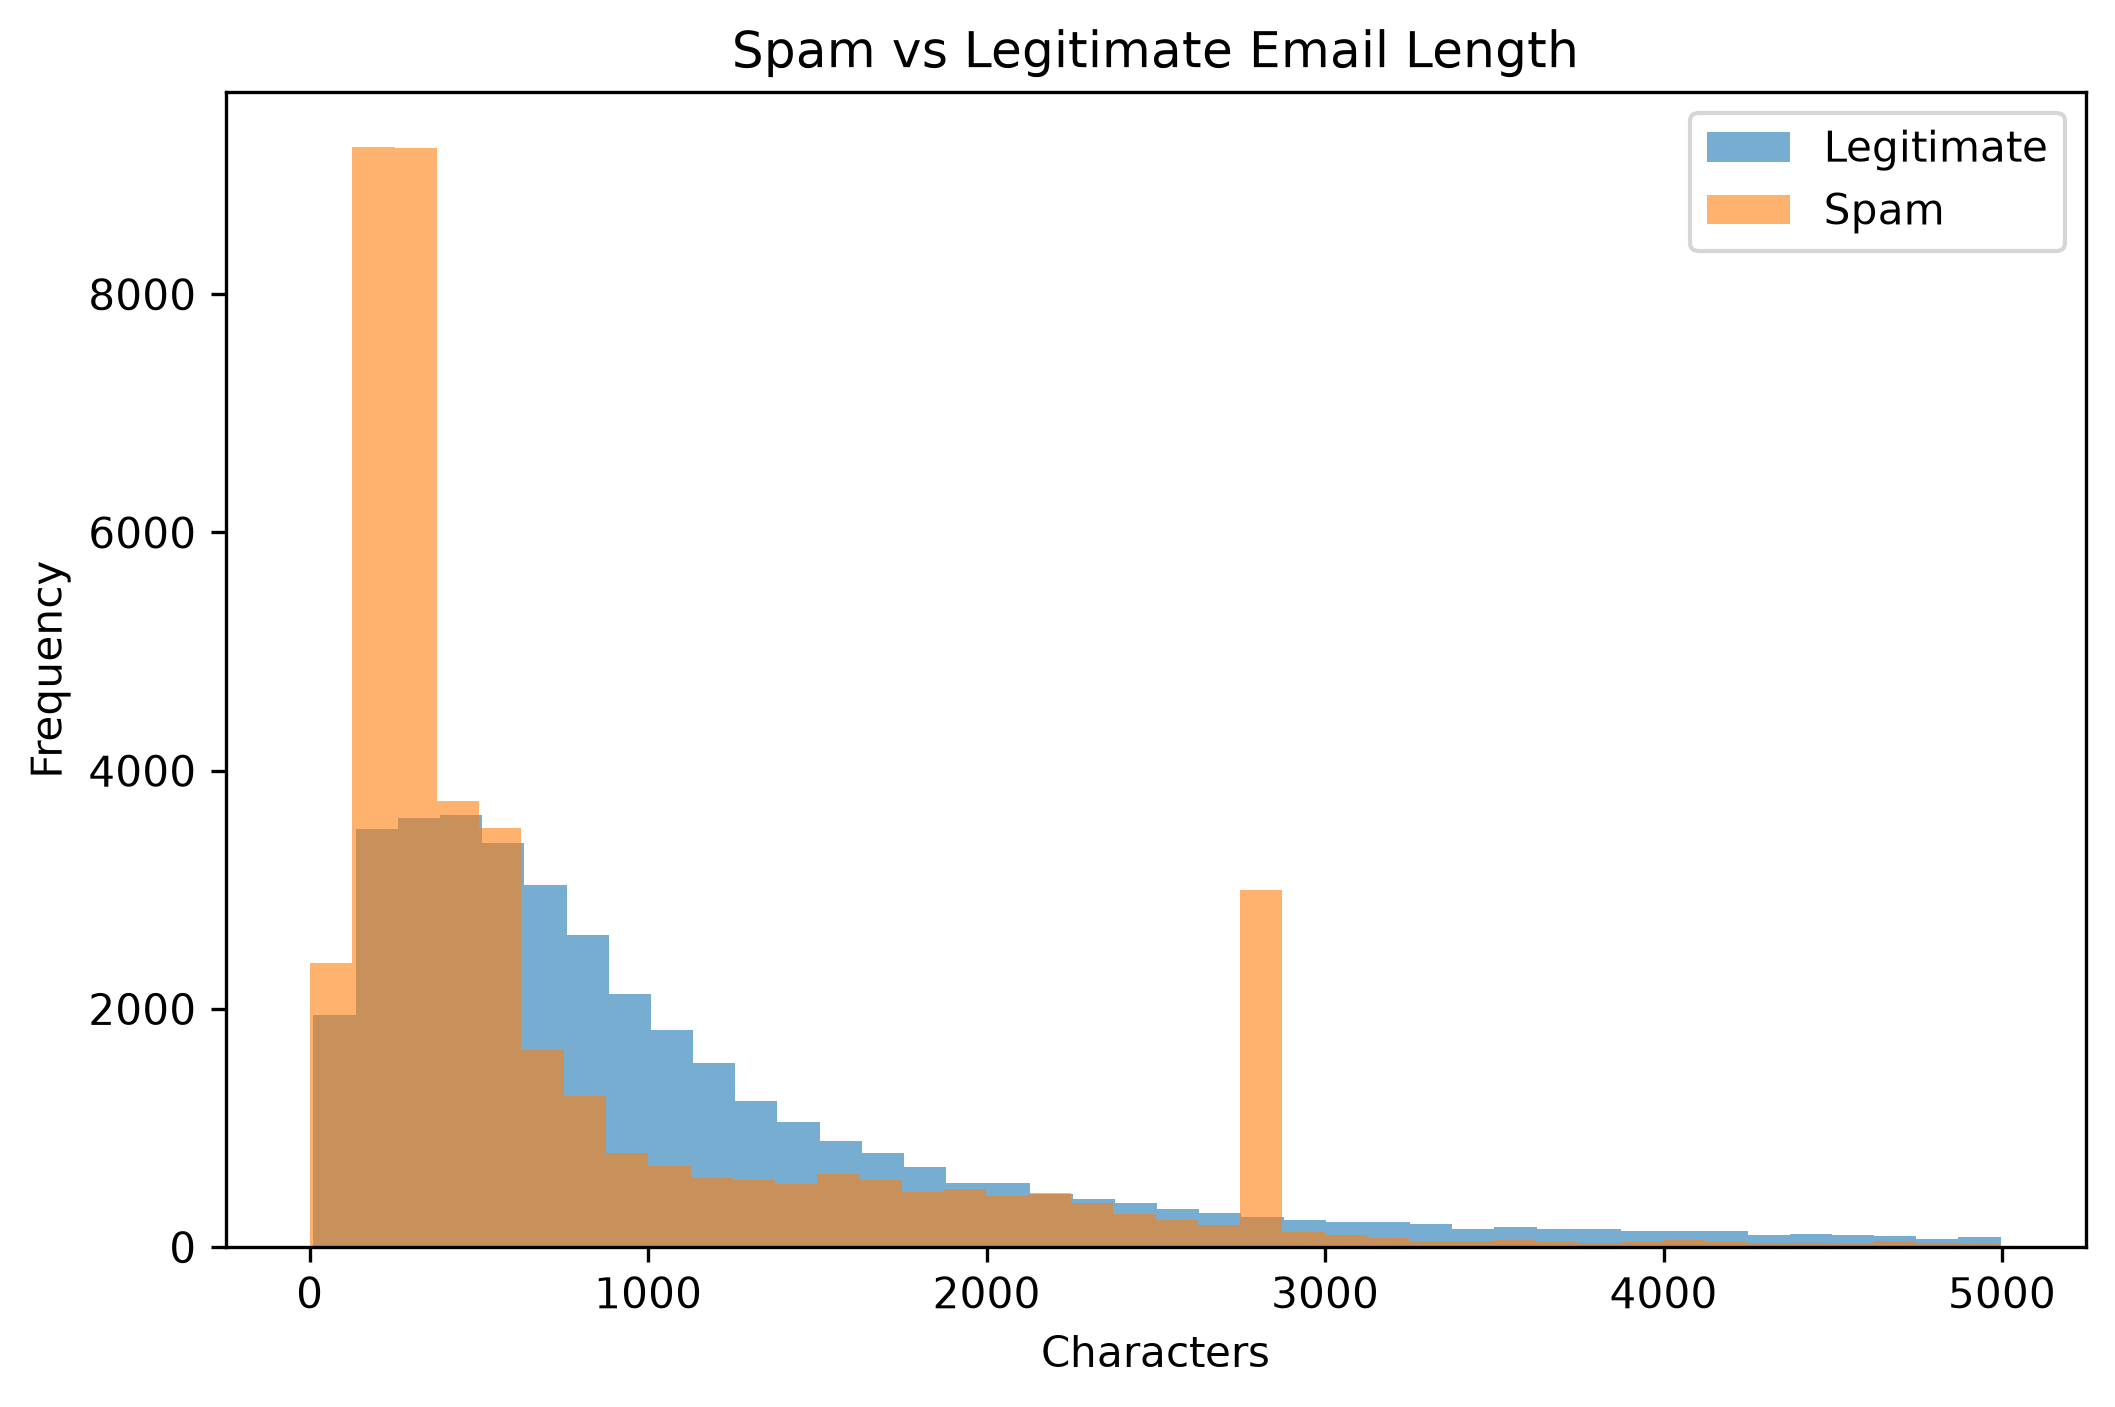 Spam vs Legitimate Email Length
Legitimate
Spam
8000
6000
4000
2000
0
Frequency
0 1000 2000 3000 4000 5000
Characters